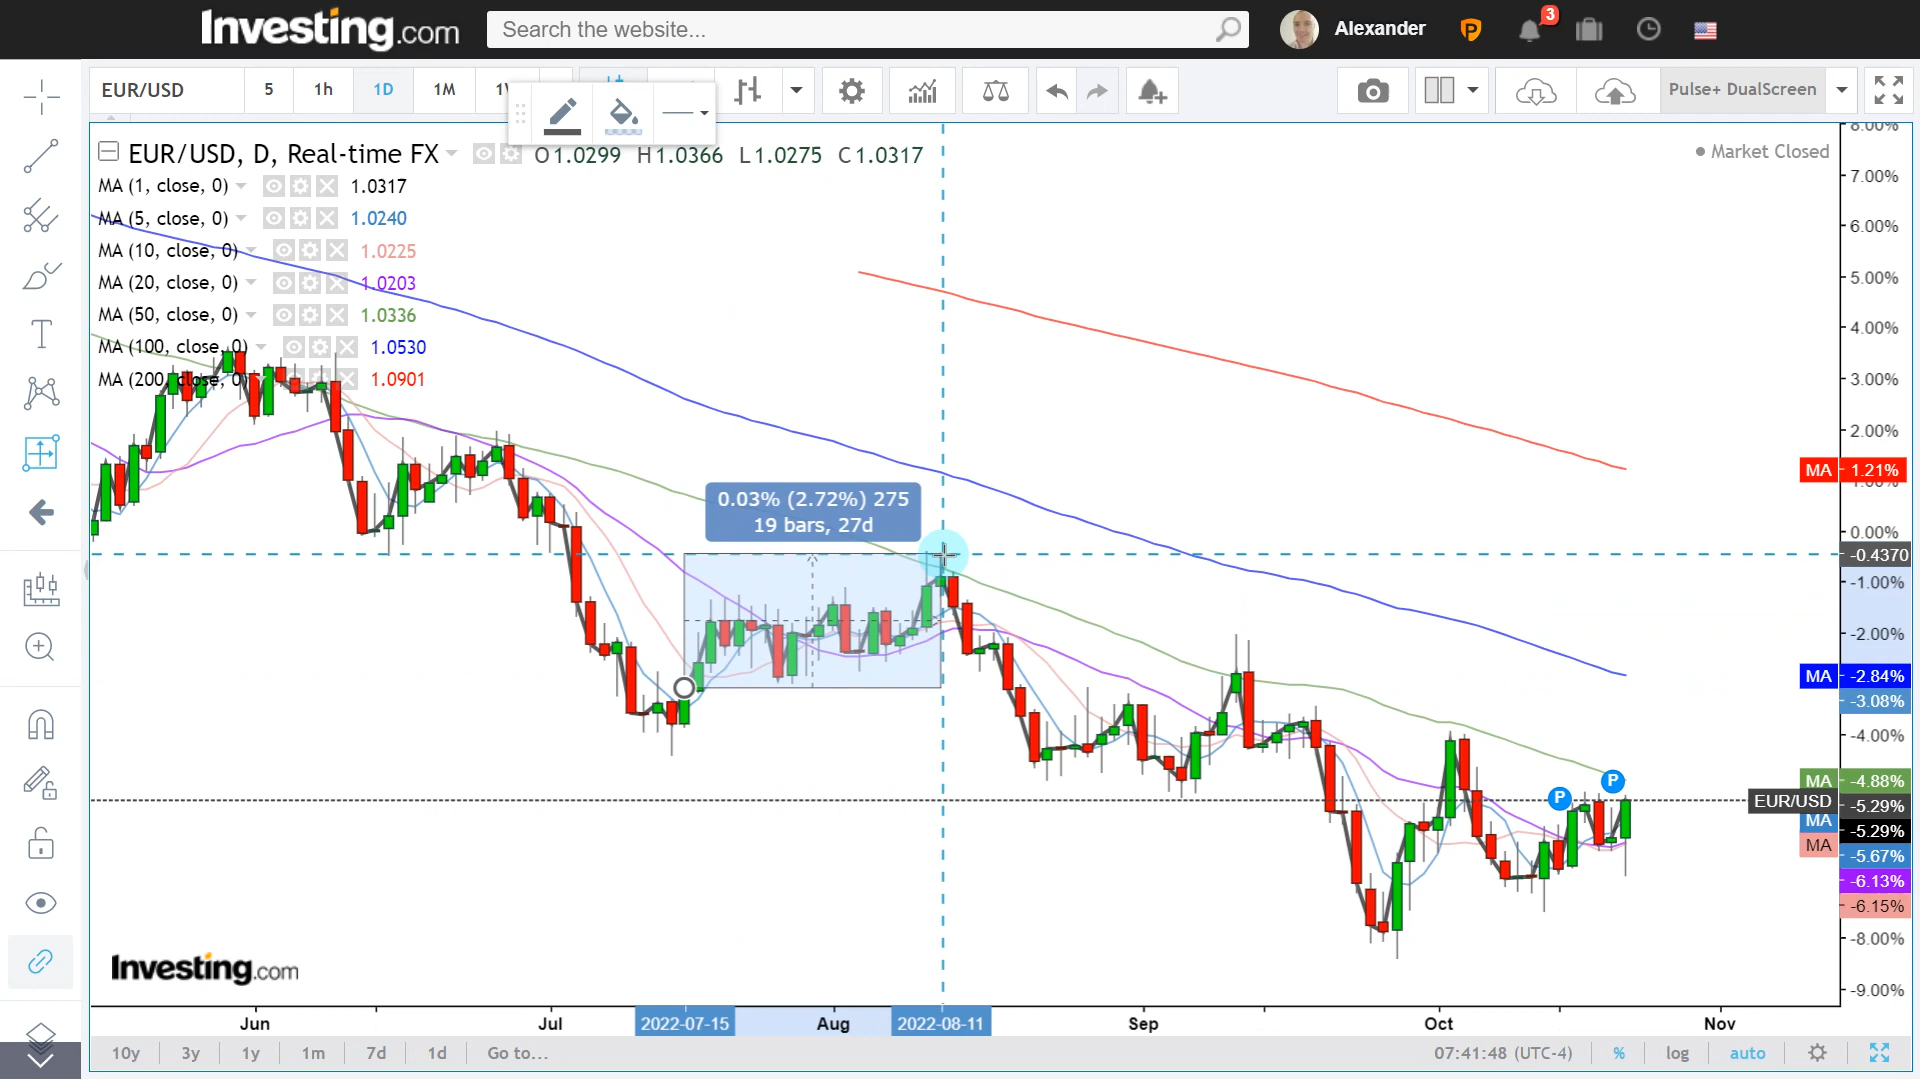 Investing.com
Search the website...
Alexander
3
EUR/USD
5
1h
1D
1M
Pulse+ DualScreen
EUR/USD, D, Real-time FX
O1.0299 H1.0366 L1.0275 C1.0317
Market Closed
MA (1, close, 0) 1.0317
MA (5, close, 0) 1.0240
MA (10, close, 0) 1.0225
MA (20, close, 0) 1.0203
MA (50, close, 0) 1.0336
MA (100, close, 0) 1.0530
MA (200, close, 0) 1.0901
0.03% (2.72%) 275
19 bars, 27d
8.00%
7.00%
6.00%
5.00%
4.00%
3.00%
2.00%
MA 1.21%
1.00%
0.00%
-0.4370
-1.00%
-2.00%
MA -2.84%
-3.08%
-4.00%
P
P
MA -4.88%
EUR/USD -5.29%
MA -5.29%
MA -5.67%
-6.13%
-6.15%
-8.00%
-9.00%
Investing.com
Jun
Jul
2022-07-15
Aug
2022-08-11
Sep
Oct
Nov
10y
3y
1y
1m
7d
1d
Go to...
07:41:48 (UTC-4)
%
log
auto